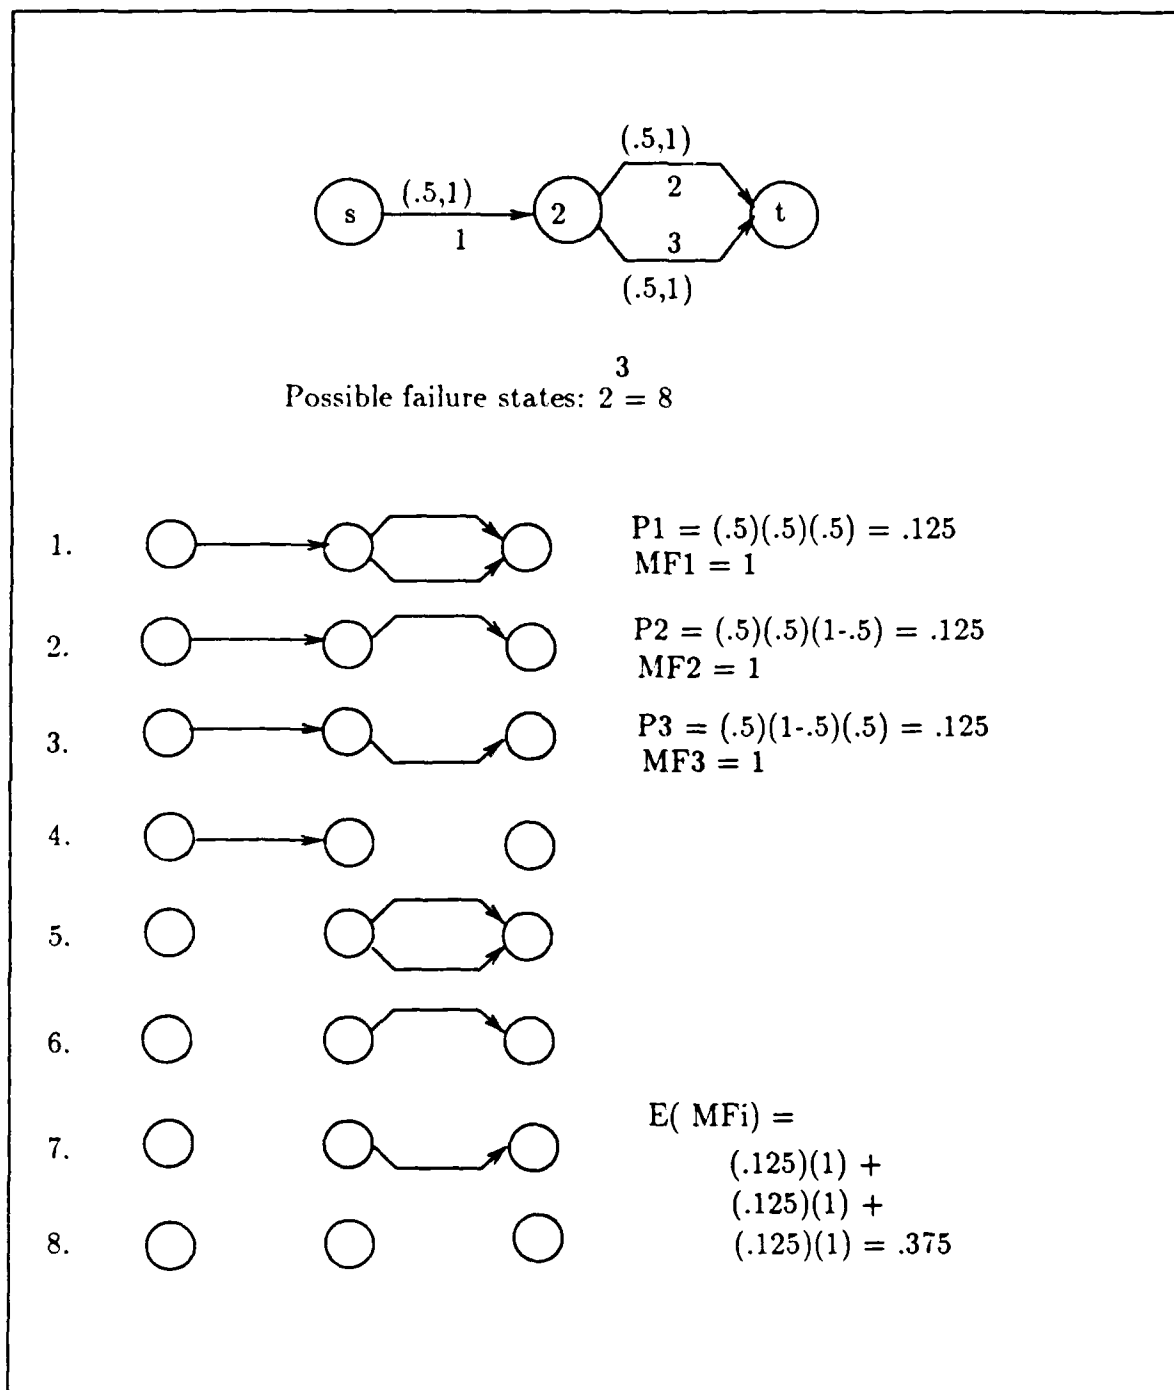 (.5,1)
(.5,1)
2
s
2
t
1
3
(.5,1)
3
Possible failure states: 2 = 8
1.
P1 = (.5)(.5)(.5) = .125
MF1 = 1
2.
P2 = (.5)(.5)(1-.5) = .125
MF2 = 1
3.
P3 = (.5)(1-.5)(.5) = .125
MF3 = 1
4.
5.
6.
7.
E( MFi) =
(.125)(1) +
(.125)(1) +
8.
(.125)(1) = .375